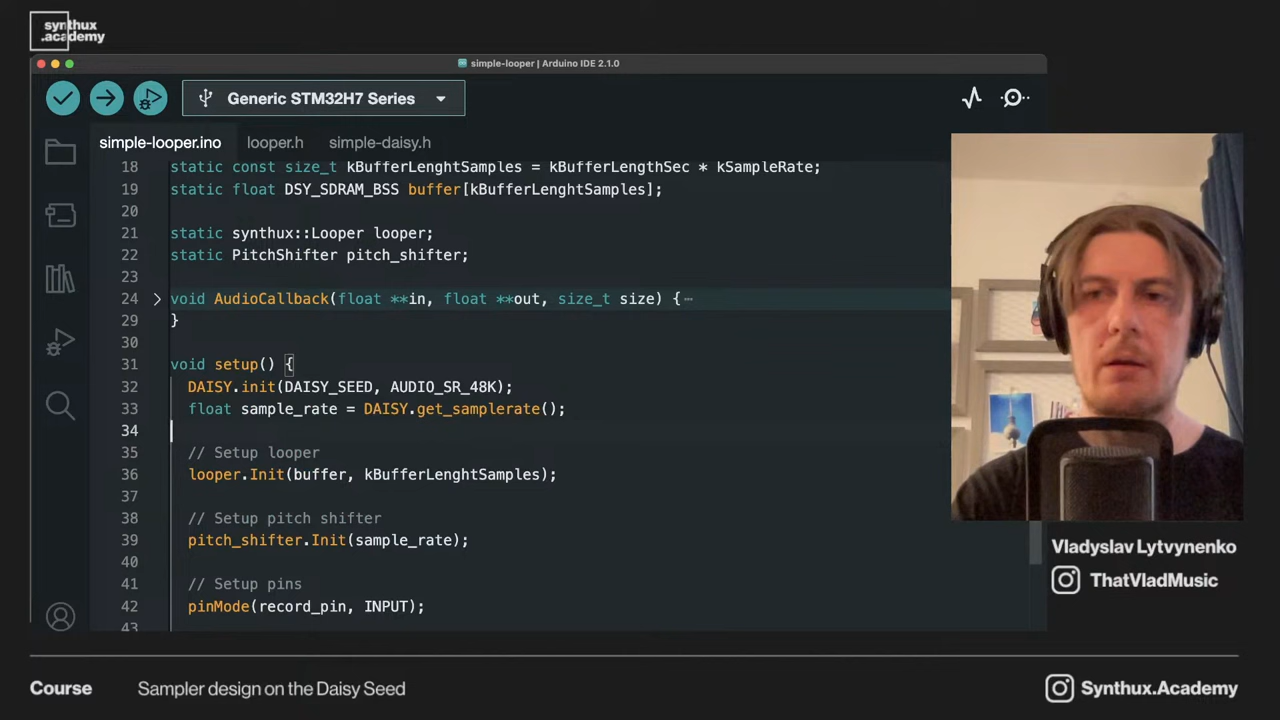 synthux
.academy
simple-looper | Arduino IDE 2.1.0
Generic STM32H7 Series
simple-looper.ino looper.h simple-daisy.h
18 static const size_t kBufferLenghtSamples = kBufferLengthSec * kSampleRate;
19 static float DSY_SDRAM_BSS buffer[kBufferLenghtSamples];
20
21 static synthux::Looper looper;
22 static PitchShifter pitch_shifter;
23
24 void AudioCallback(float **in, float **out, size_t size) {⋯
29 }
30
31 void setup() {
32 DAISY.init(DAISY_SEED, AUDIO_SR_48K);
33 float sample_rate = DAISY.get_samplerate();
34
35 // Setup looper
36 looper.Init(buffer, kBufferLenghtSamples);
37
38 // Setup pitch shifter
39 pitch_shifter.Init(sample_rate);
40
41 // Setup pins
42 pinMode(record_pin, INPUT);
43
Vladyslav Lytvynenko
ThatVladMusic
Course Sampler design on the Daisy Seed
Synthux.Academy